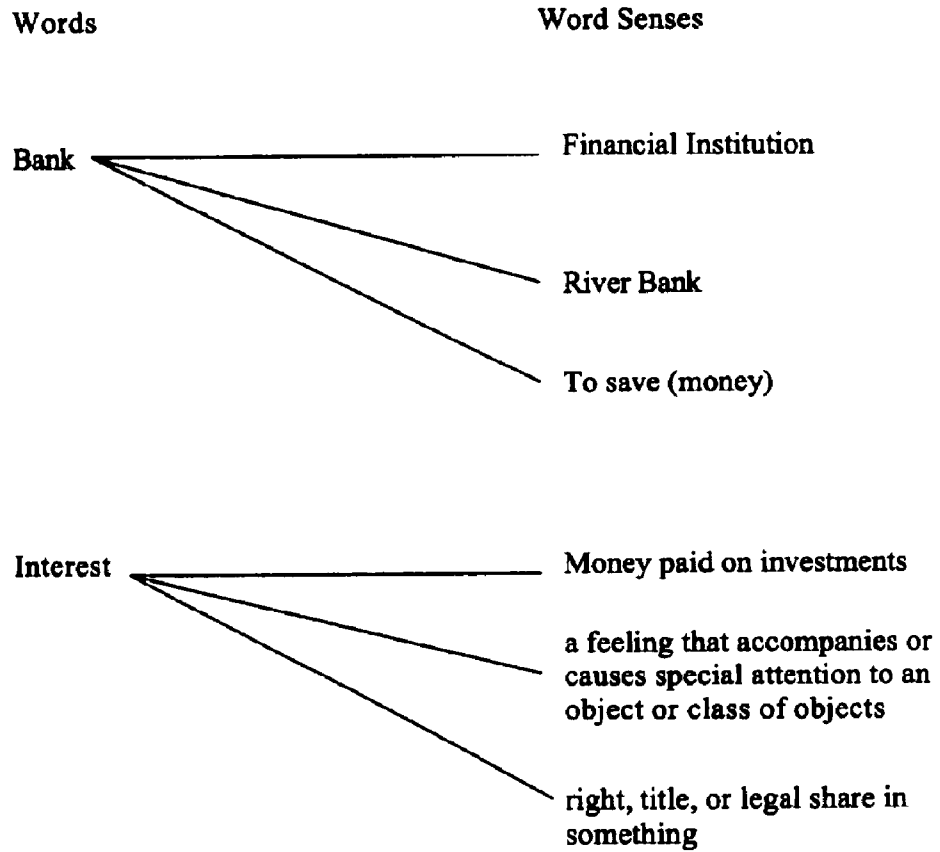 Words
Word Senses
Bank
Financial Institution
River Bank
To save (money)
Interest
Money paid on investments
a feeling that accompanies or
causes special attention to an
object or class of objects
right, title, or legal share in
something